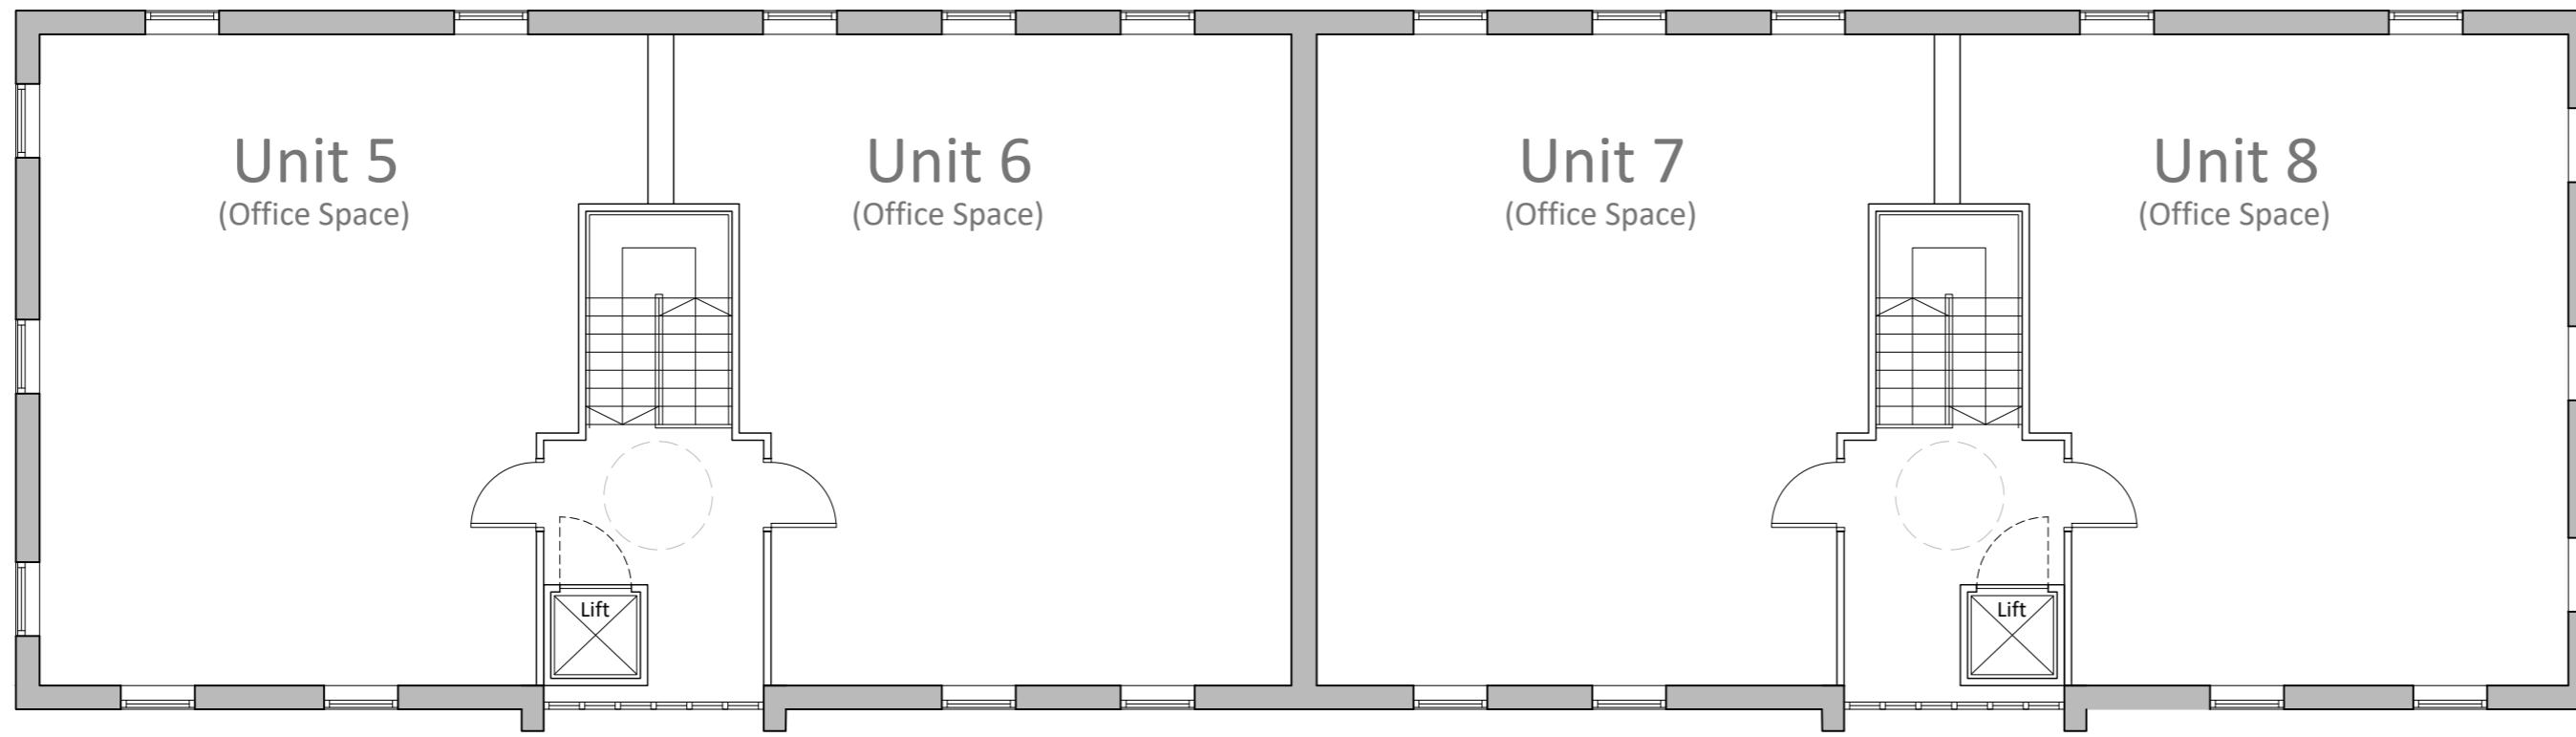 Unit 5
(Office Space)
Unit 6
(Office Space)
Unit 7
(Office Space)
Unit 8
(Office Space)
Lift
Lift